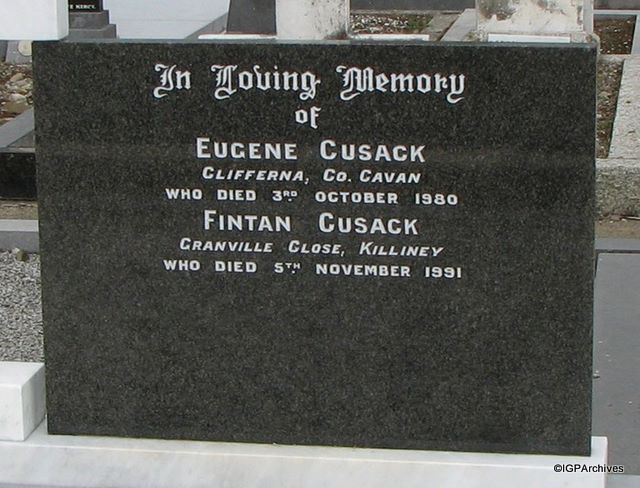 In Loving Memory
of
EUGENE CUSACK
CLIFFERNA, CO. CAVAN
WHO DIED 3RD OCTOBER 1980
FINTAN CUSACK
GRANVILLE CLOSE, KILLINEY
WHO DIED 5TH NOVEMBER 1991
©IGPArchives